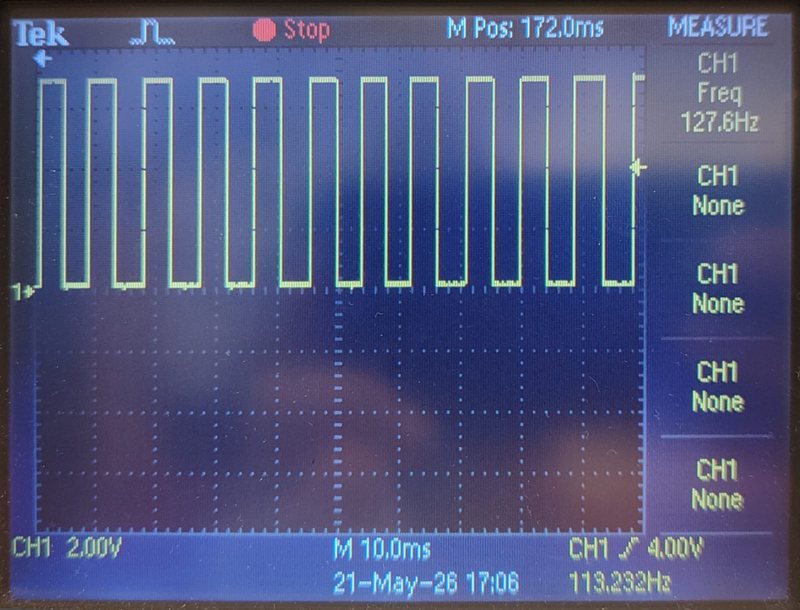 Tek Stop M Pos: 172.0ms MEASURE
CH1
Freq
127.6Hz
CH1
None
CH1
None
CH1
None
CH1
None
1
CH1 2.00V M 10.0ms CH1 4.00V
21-May-26 17:06 113.232Hz